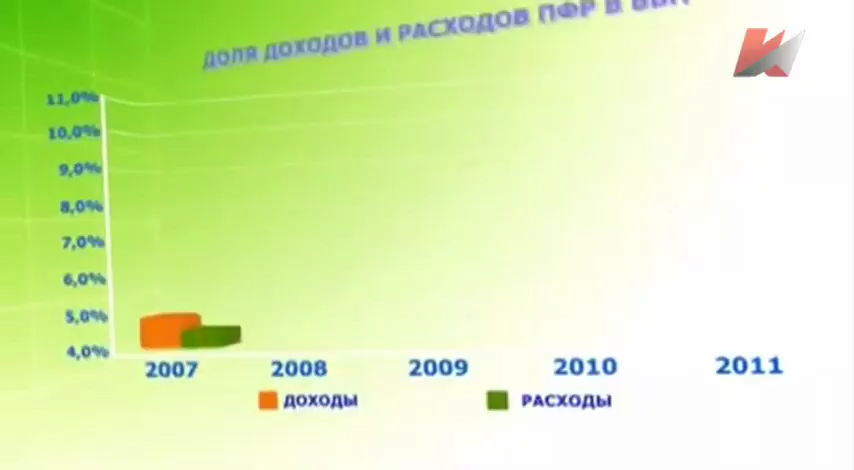 ДОЛЯ ДОХОДОВ И РАСХОДОВ ПФР В ВВП
11,0%
10,0%
9,0%
8,0%
7,0%
6,0%
5,0%
4,0%
2007 2008 2009 2010 2011
ДОХОДЫ РАСХОДЫ